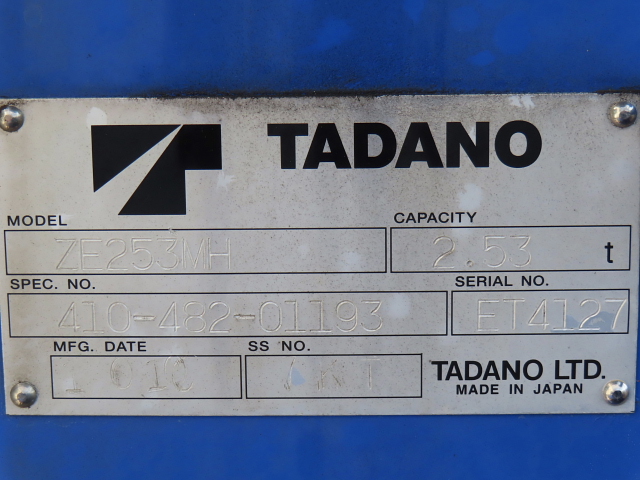 TADANO
MODEL
ZE253MH
CAPACITY
2.53 t
SPEC. NO.
410-482-01193
SERIAL NO.
ET4127
MFG. DATE
SS NO.
TADANO LTD.
MADE IN JAPAN